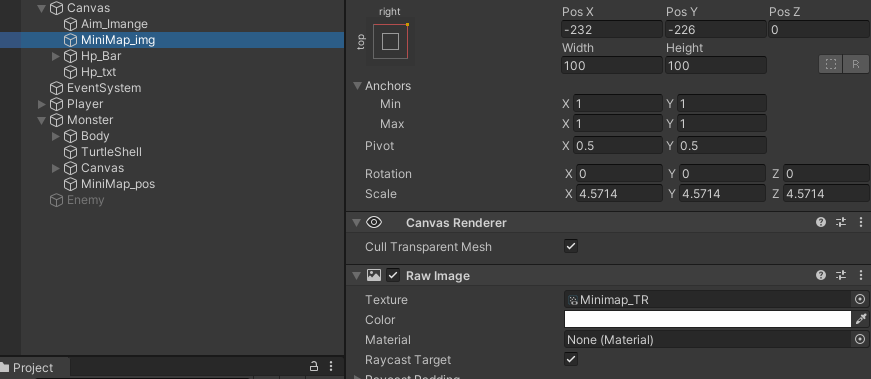 Canvas
Aim_Imange
MiniMap_img
Hp_Bar
Hp_txt
EventSystem
Player
Monster
Body
TurtleShell
Canvas
MiniMap_pos
Enemy
Project
right
top
Pos X Pos Y Pos Z
-232 -226 0
Width Height
100 100
R
Anchors
Min X 1 Y 1
Max X 1 Y 1
Pivot X 0.5 Y 0.5
Rotation X 0 Y 0 Z 0
Scale X 4.5714 Y 4.5714 Z 4.5714
Canvas Renderer
Cull Transparent Mesh
Raw Image
Texture Minimap_TR
Color
Material None (Material)
Raycast Target
Raycast Padding